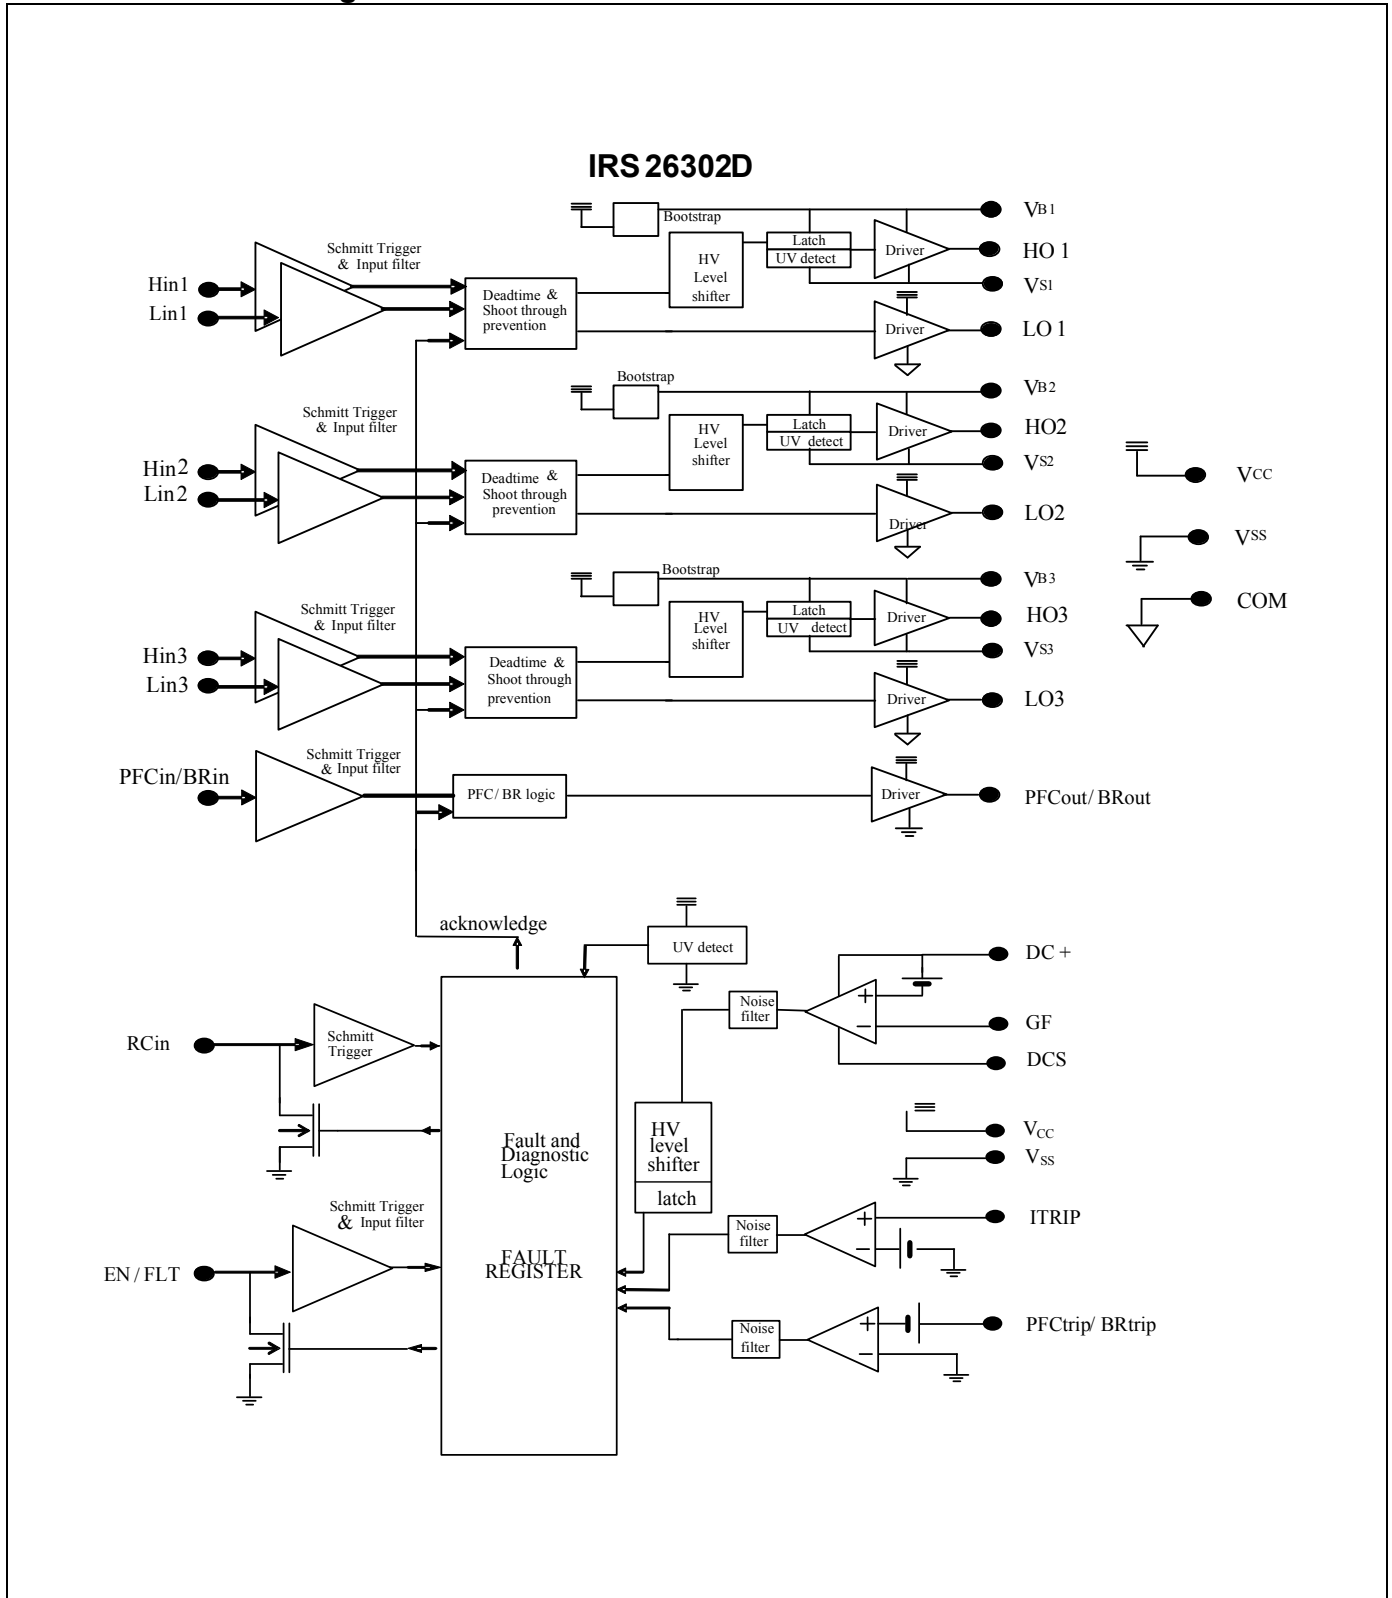 IRS 26302D
Bootstrap
VB1
Schmitt Trigger
& Input filter
Latch
UV detect
Driver
HO 1
HV
Level
shifter
Hin1
VS1
Deadtime &
Shoot through
prevention
Lin1
Driver
LO 1
Bootstrap
VB2
Schmitt Trigger
& Input filter
Latch
UV detect
Driver
HO2
HV
Level
shifter
Hin2
VS2
Deadtime &
Shoot through
prevention
Lin2
Driver
LO2
VCC
VSS
COM
Bootstrap
VB3
Schmitt Trigger
& Input filter
Latch
UV detect
Driver
HO3
HV
Level
shifter
Hin3
VS3
Deadtime &
Shoot through
prevention
Lin3
Driver
LO3
Schmitt Trigger
& Input filter
PFCin/BRin
PFC/ BR logic
Driver
PFCout/ BRout
acknowledge
UV detect
DC +
Noise
filter
+
−
GF
DCS
RCin
Schmitt
Trigger
HV
level
shifter
latch
VCC
VSS
Fault and
Diagnostic
Logic
Schmitt Trigger
& Input filter
Noise
filter
+
−
ITRIP
FAULT
REGISTER
EN / FLT
Noise
filter
+
−
PFCtrip/ BRtrip